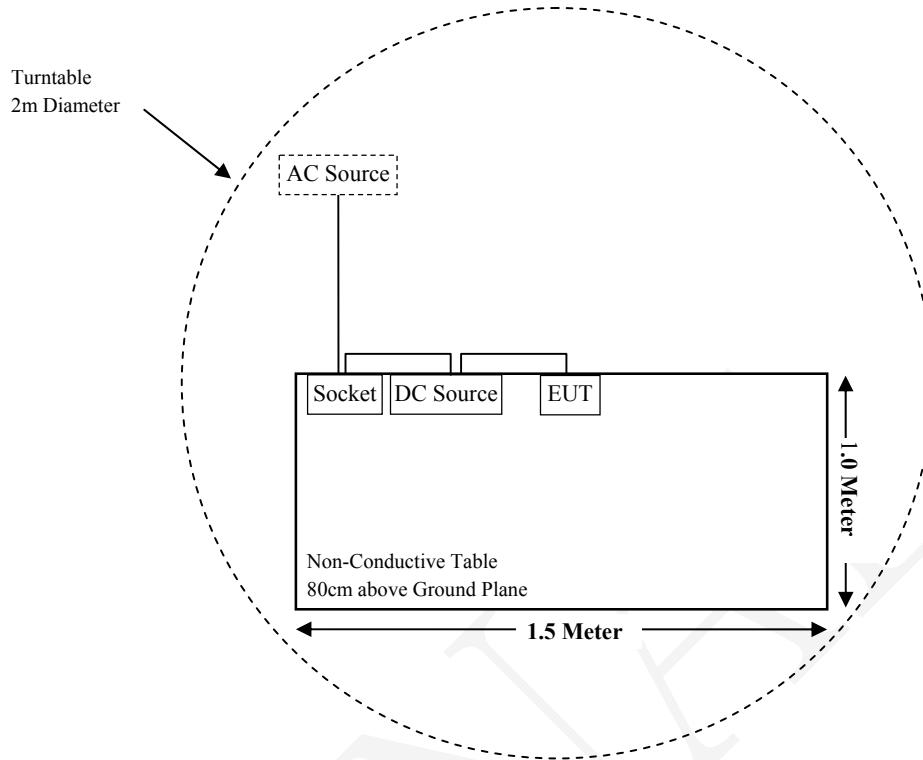 Turntable
2m Diameter
AC Source
Socket
DC Source
EUT
1.0 Meter
Non-Conductive Table
80cm above Ground Plane
1.5 Meter